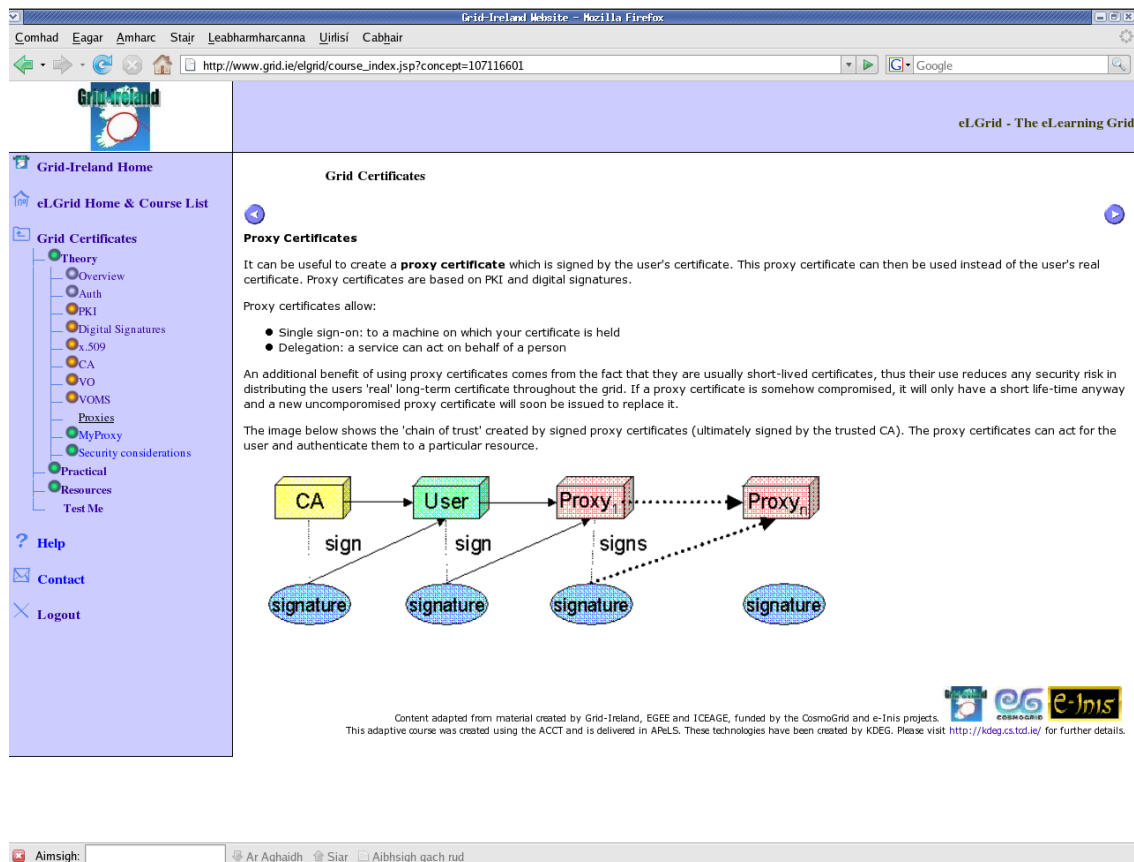 Grid-Ireland Website - Mozilla Firefox
Comhad Eagar Amharc Stair Leabharmharcanna Uirlisí Cabhair
http://www.grid.ie/elgrid/course_index.jsp?concept=107116601
G Google
Grid-Ireland
eLGrid - The eLearning Grid
Grid-Ireland Home
eLGrid Home & Course List
Grid Certificates
Theory
Overview
Auth
PKI
Digital Signatures
x.509
CA
VO
VOMS
Proxies
MyProxy
Security considerations
Practical
Resources
Test Me
? Help
Contact
Logout
Grid Certificates
Proxy Certificates
It can be useful to create a proxy certificate which is signed by the user's certificate. This proxy certificate can then be used instead of the user's real
certificate. Proxy certificates are based on PKI and digital signatures.
Proxy certificates allow:
● Single sign-on: to a machine on which your certificate is held
● Delegation: a service can act on behalf of a person
An additional benefit of using proxy certificates comes from the fact that they are usually short-lived certificates, thus their use reduces any security risk in
distributing the users 'real' long-term certificate throughout the grid. If a proxy certificate is somehow compromised, it will only have a short life-time anyway
and a new uncomporomised proxy certificate will soon be issued to replace it.
The image below shows the 'chain of trust' created by signed proxy certificates (ultimately signed by the trusted CA). The proxy certificates can act for the
user and authenticate them to a particular resource.
CA User Proxy1 Proxyn
sign sign signs
signature signature signature signature
COSMOGRID e-Inis
Content adapted from material created by Grid-Ireland, EGEE and ICEAGE, funded by the CosmoGrid and e-Inis projects.
This adaptive course was created using the ACCT and is delivered in APeLS. These technologies have been created by KDEG. Please visit http://kdeg.cs.tcd.ie/ for further details.
Aimsigh: Ar Aghaidh Siar Aibhsigh gach rud